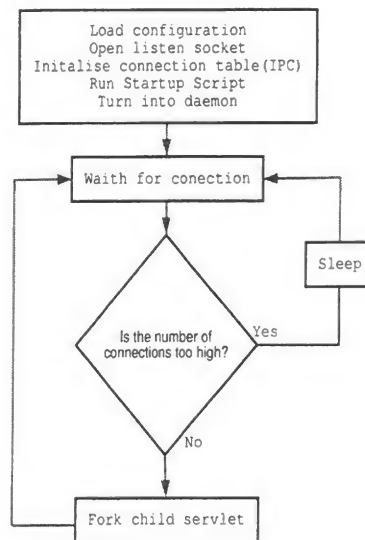 Load configuration
Open listen socket
Initalise connection table(IPC)
Run Startup Script
Turn into daemon
Waith for conection
Sleep
Is the number of
connections too high?
Yes
No
Fork child servlet